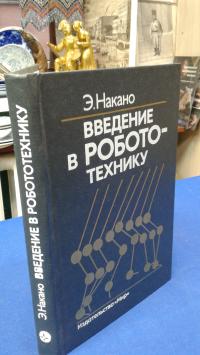 Э.Накано
ВВЕДЕНИЕ
В РОБОТО-
ТЕХНИКУ
Издательство «Мир»
Э.Накано ВВЕДЕНИЕ В РОБОТОТЕХНИКУ